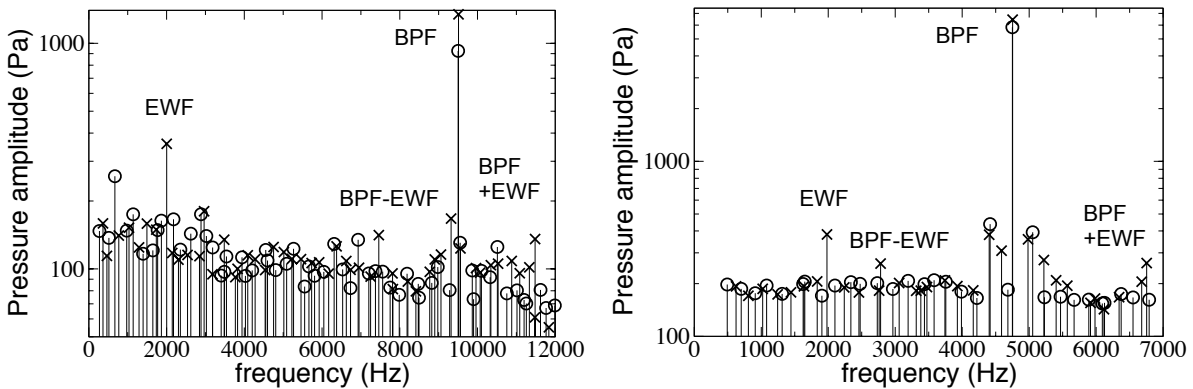 Pressure amplitude (Pa)
1000
100
BPF
EWF
BPF
+EWF
BPF-EWF
0 2000 4000 6000 8000 10000 12000
frequency (Hz)
Pressure amplitude (Pa)
1000
100
BPF
EWF
BPF-EWF
BPF
+EWF
0 1000 2000 3000 4000 5000 6000 7000
frequency (Hz)